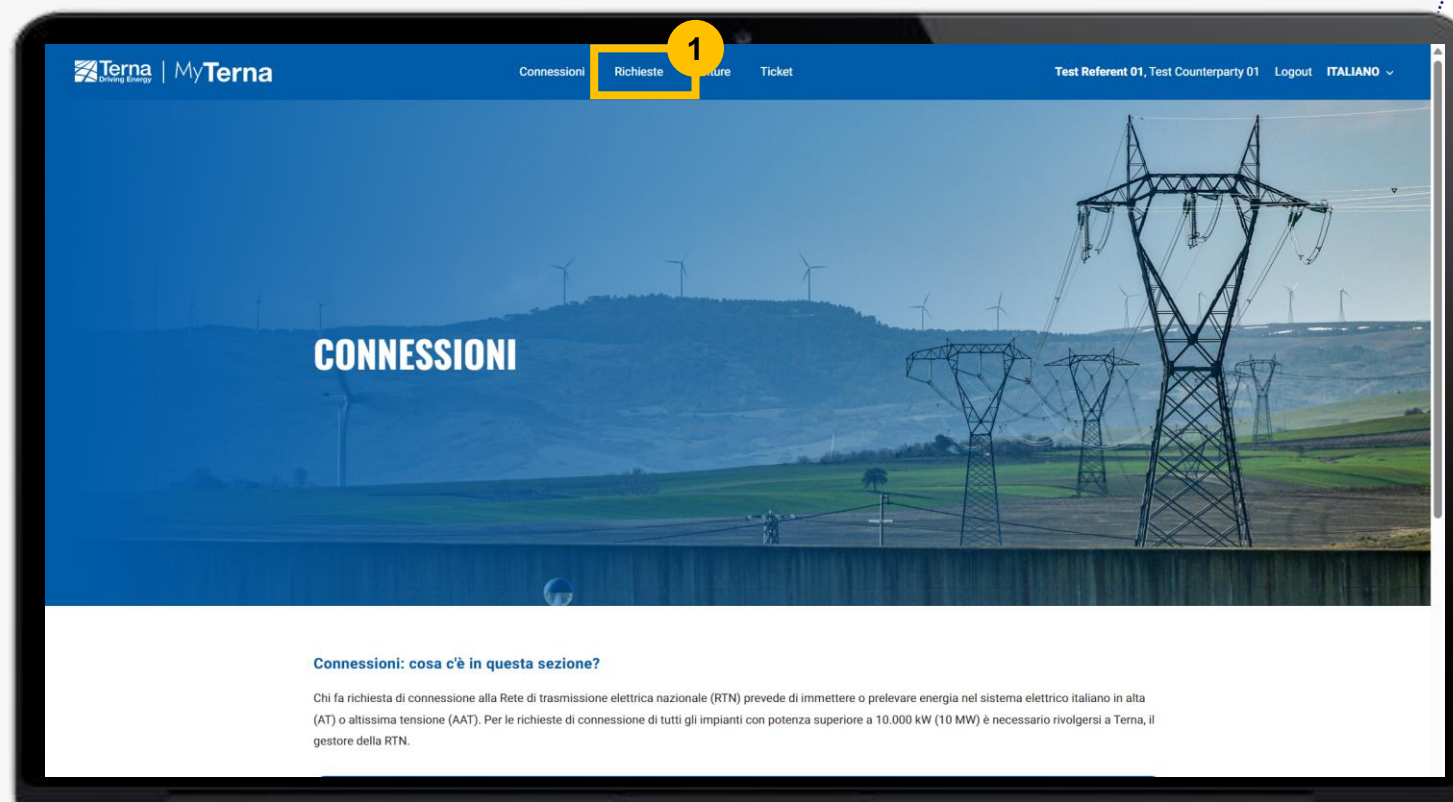 1
Terna
Driving Energy
MyTerna
Connessioni Richieste Ticket
Test Referent 01, Test Counterparty 01 Logout ITALIANO
CONNESSIONI
Connessioni: cosa c'è in questa sezione?
Chi fa richiesta di connessione alla Rete di trasmissione elettrica nazionale (RTN) prevede di immettere o prelevare energia nel sistema elettrico italiano in alta
(AT) o altissima tensione (AAT). Per le richieste di connessione di tutti gli impianti con potenza superiore a 10.000 kW (10 MW) è necessario rivolgersi a Terna, il
gestore della RTN.